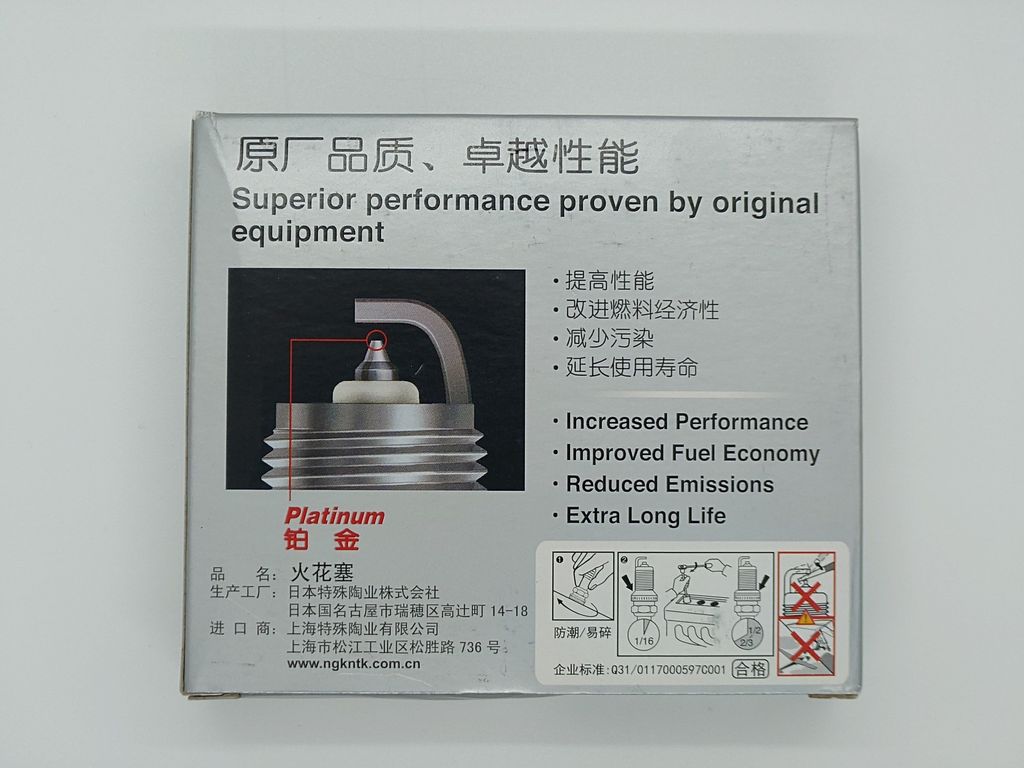 原厂品质、卓越性能
Superior performance proven by original
equipment
·提高性能
·改进燃料经济性
·减少污染
·延长使用寿命
·Increased Performance
·Improved Fuel Economy
·Reduced Emissions
·Extra Long Life
Platinum
铂 金
品 名：火花塞
生产工厂：日本特殊陶业株式会社
日本国名古屋市瑞穗区高辻町 14-18
进 口 商：上海特殊陶业有限公司
上海市松江工业区松胜路 736 号
www.ngkntk.com.cn
1
2
防潮/易碎
1/16
1/2
2/3
企业标准：Q31/0117000597C001 合格